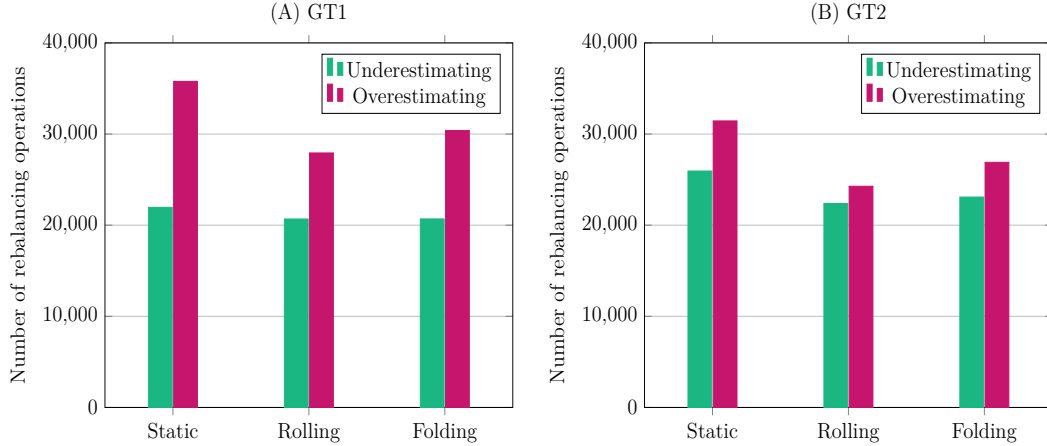 (A) GT1
Number of rebalancing operations
40,000
30,000
20,000
10,000
0
Underestimating
Overestimating
Static
Rolling
Folding
(B) GT2
Number of rebalancing operations
40,000
30,000
20,000
10,000
0
Underestimating
Overestimating
Static
Rolling
Folding